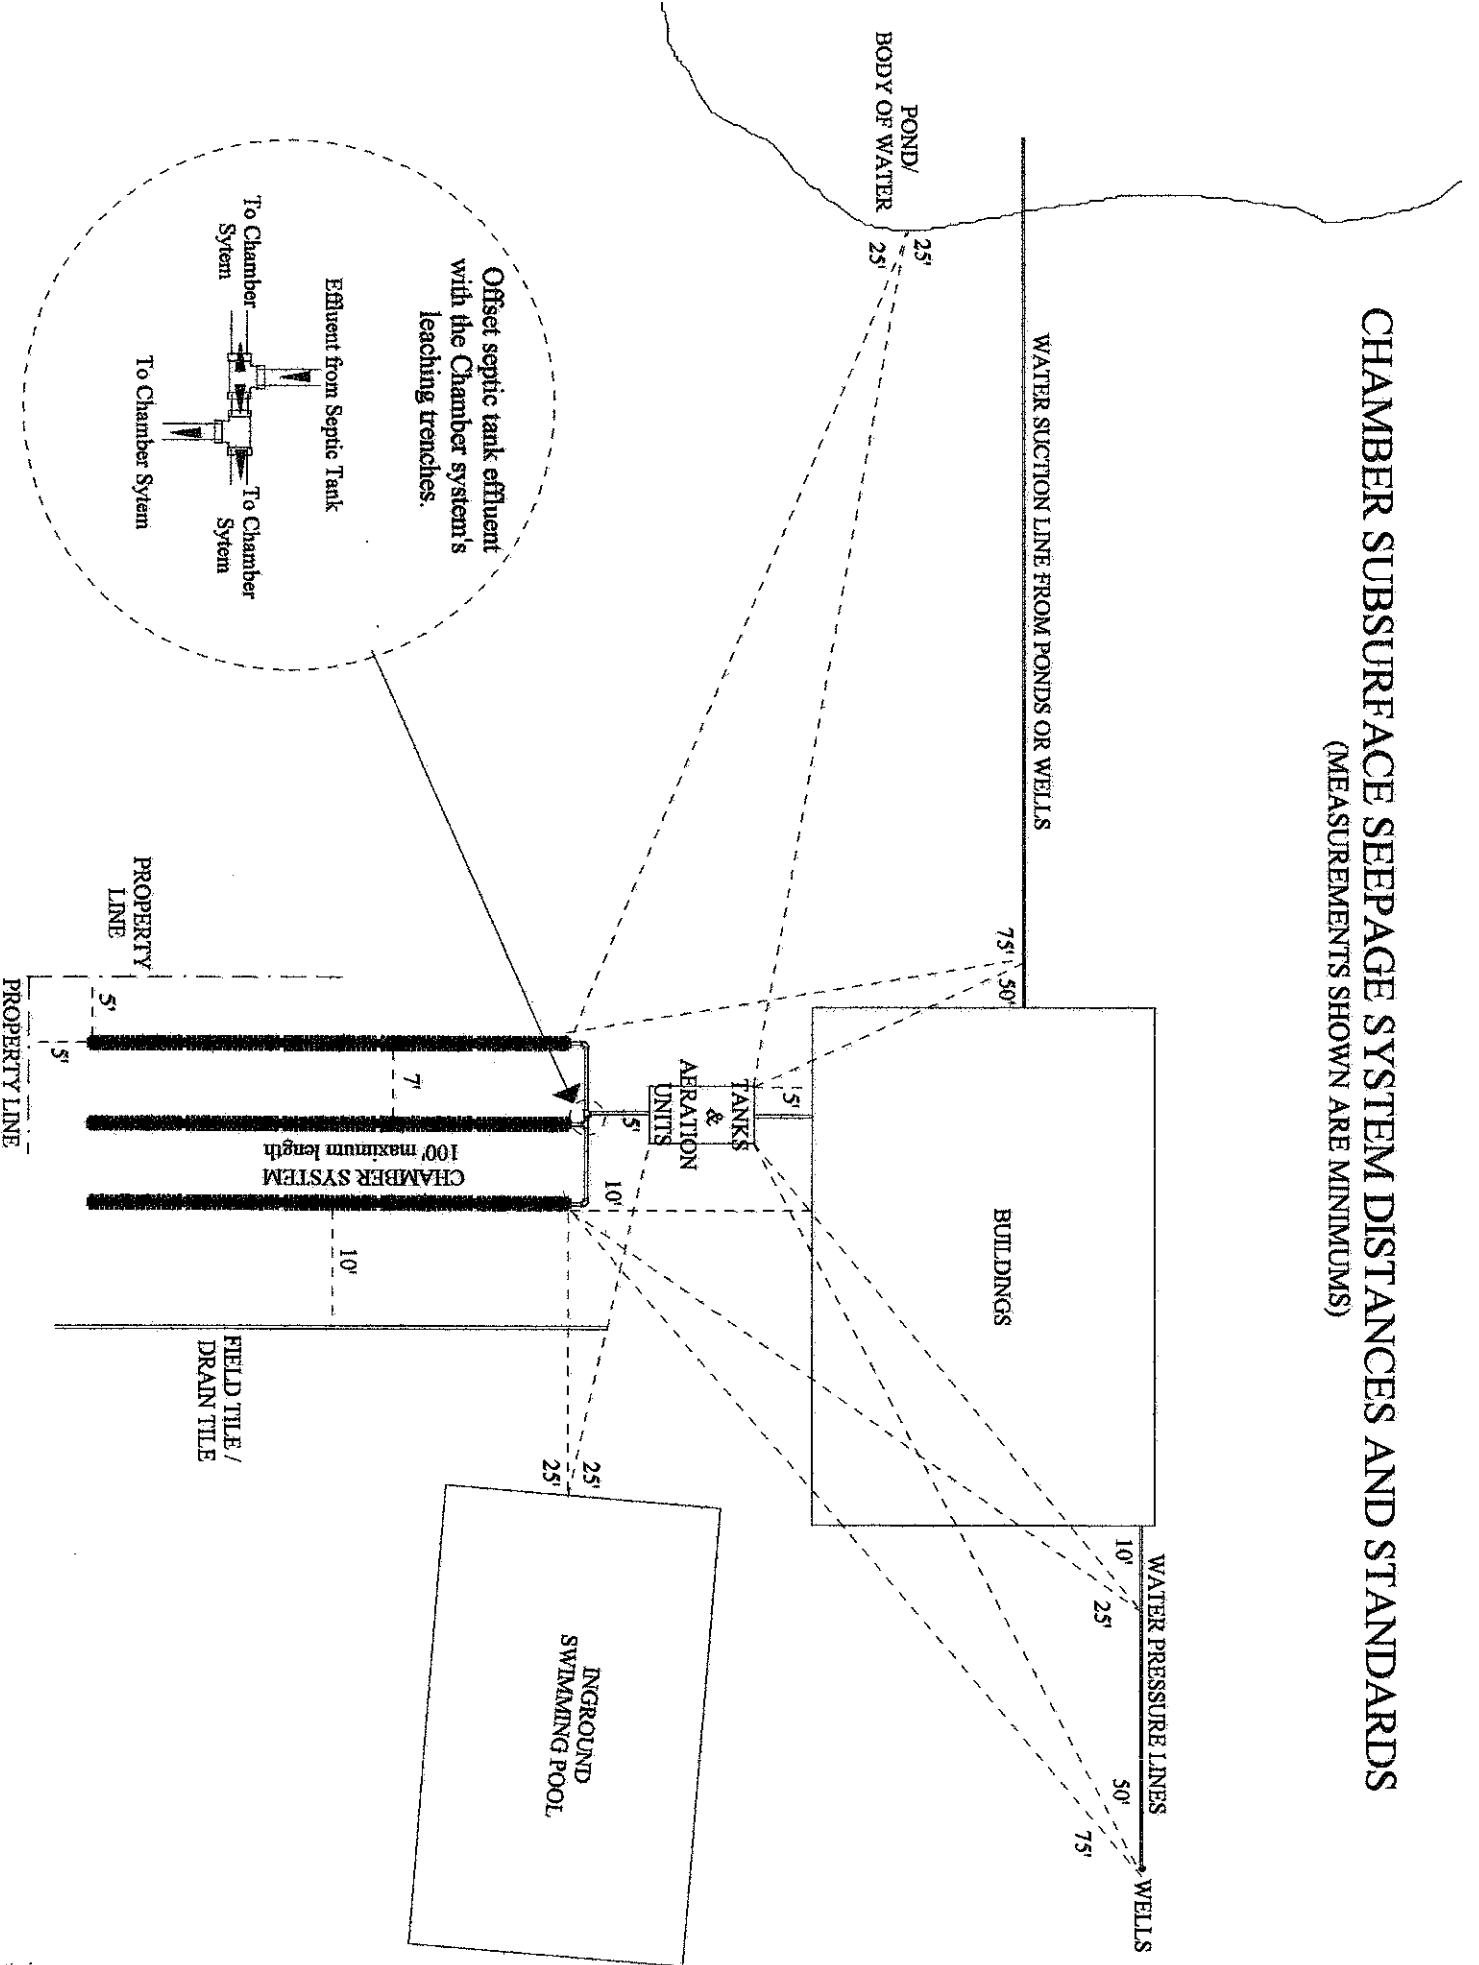 CHAMBER SUBSURFACE SEEPAGE SYSTEM DISTANCES AND STANDARDS
(MEASUREMENTS SHOWN ARE MINIMUMS)
WATER SUCTION LINE FROM PONDS OR WELLS
POND/
BODY OF WATER
25'
25'
75'
50'
BUILDINGS
10'
WATER PRESSURE LINES
25'
50'
75'
WELLS
5'
TANKS
&
AERATION
UNITS
5'
10'
25'
25'
INGROUND
SWIMMING POOL
Offset septic tank effluent
with the Chamber system's
leaching trenches.
Effluent from Septic Tank
To Chamber
Sytem
To Chamber
Sytem
To Chamber Sytem
7'
CHAMBER SYSTEM
100' maximum length
10'
FIELD TILE /
DRAIN TILE
PROPERTY
LINE
5'
5'
PROPERTY LINE